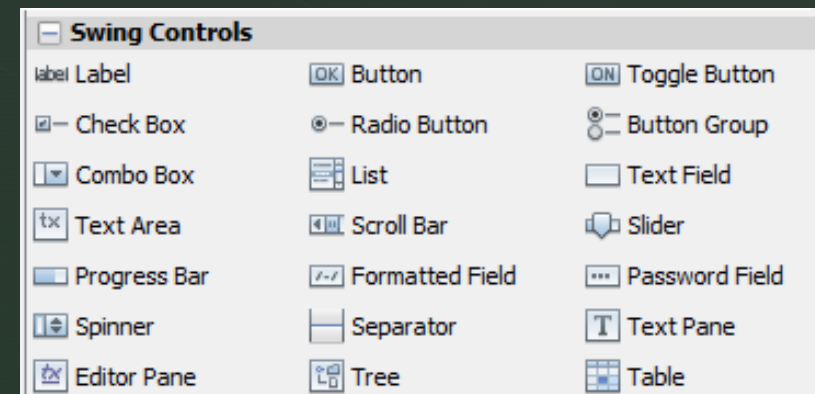 Swing Controls
label Label
OK Button
ON Toggle Button
Check Box
Radio Button
Button Group
Combo Box
List
Text Field
tx Text Area
Scroll Bar
Slider
Progress Bar
Formatted Field
Password Field
Spinner
Separator
T Text Pane
Editor Pane
Tree
Table